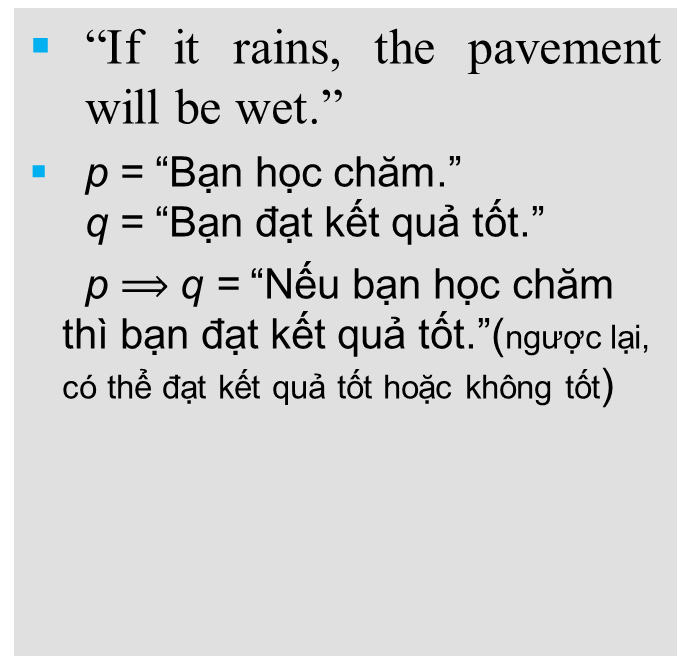 ▪ “If it rains, the pavement
will be wet.”
▪ p = “Bạn học chăm.”
q = “Bạn đạt kết quả tốt.”
p ⟹ q = “Nếu bạn học chăm
thì bạn đạt kết quả tốt.”(ngược lại,
có thể đạt kết quả tốt hoặc không tốt)